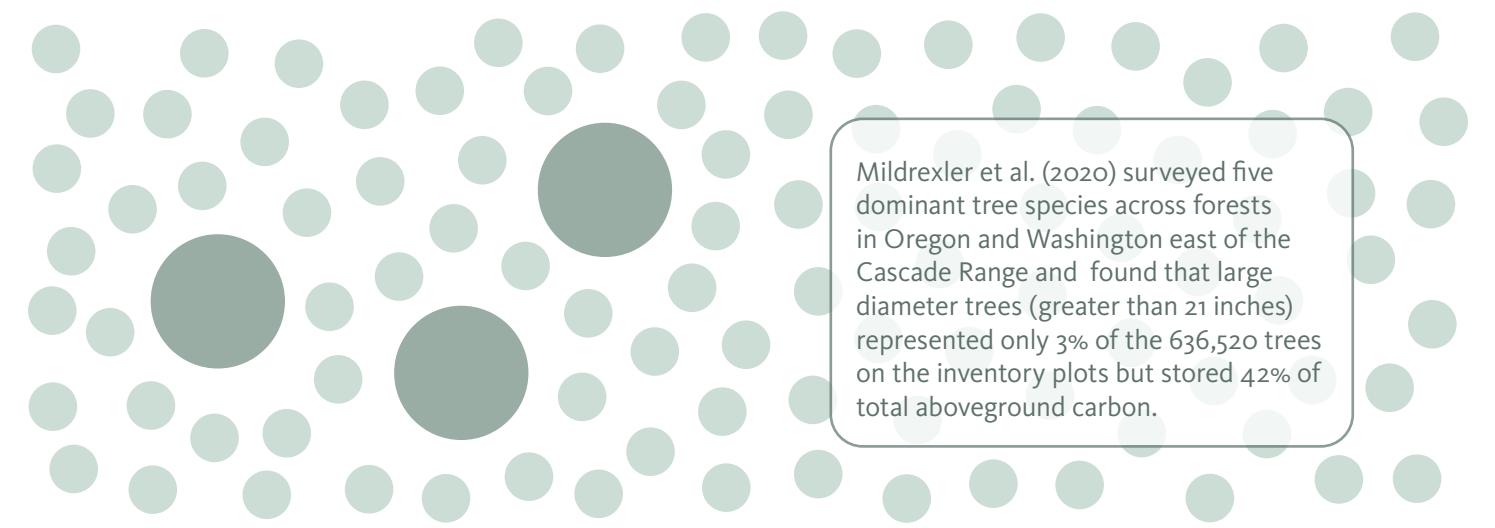 Mildrexler et al. (2020) surveyed five
dominant tree species across forests
in Oregon and Washington east of the
Cascade Range and  found that large
diameter trees (greater than 21 inches)
represented only 3% of the 636,520 trees
on the inventory plots but stored 42% of
total aboveground carbon.